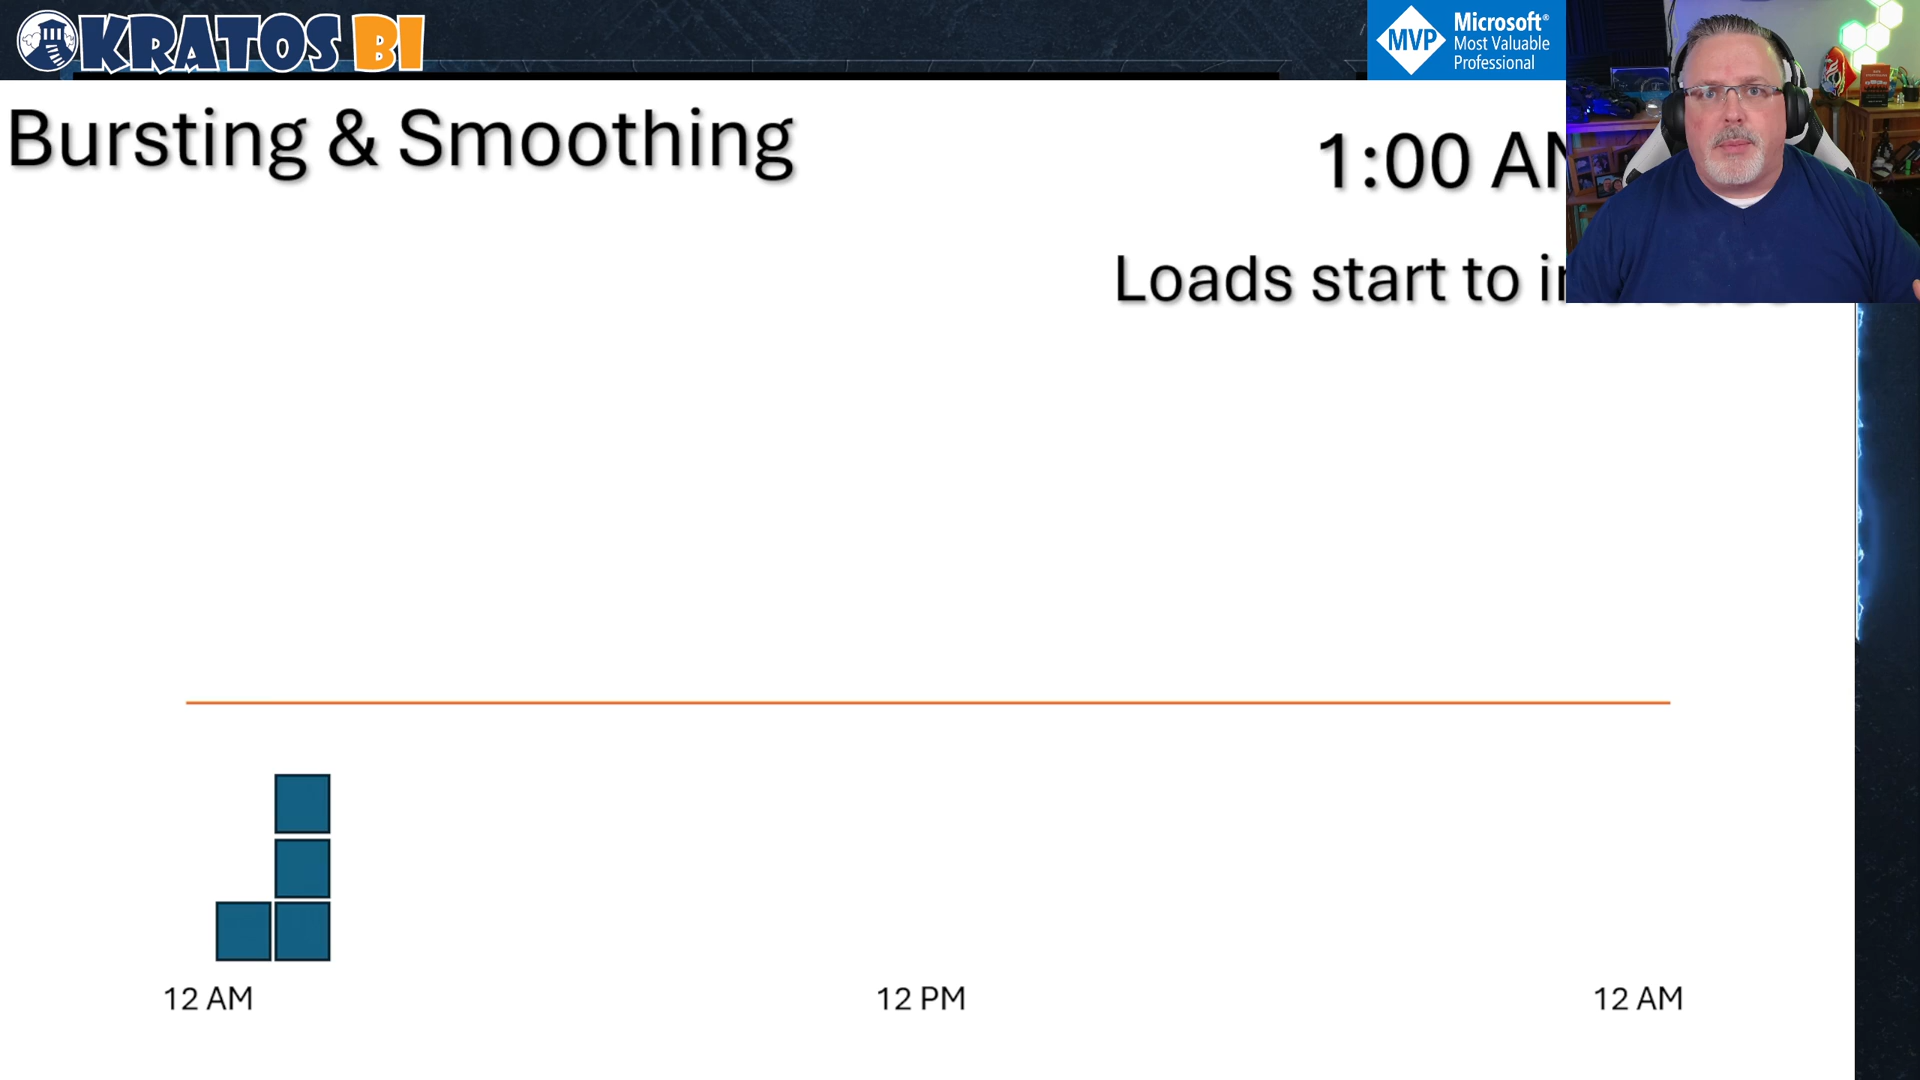 KRATOS BI
MVP
Microsoft®
Most Valuable
Professional
Bursting & Smoothing
1:00 AM
Loads start to
12 AM
12 PM
12 AM